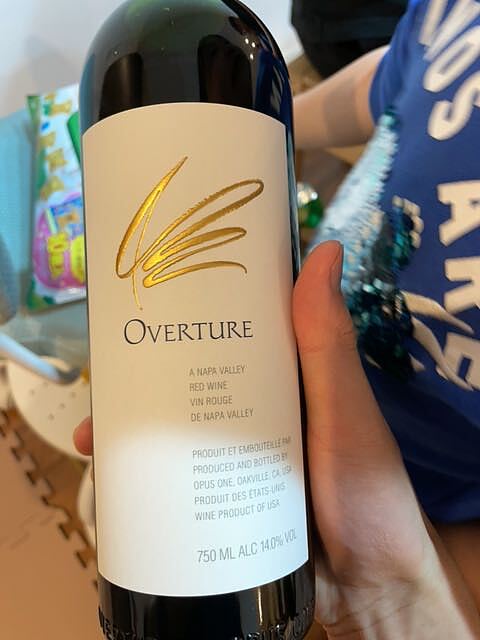 OVERTURE
A NAPA VALLEY
RED WINE
VIN ROUGE
DE NAPA VALLEY
PRODUIT ET EMBOUTEILLÉ PAR
PRODUCED AND BOTTLED BY
OPUS ONE, OAKVILLE, CA, USA
PRODUIT DES ÉTATS-UNIS
WINE PRODUCT OF USA
750 ML ALC 14.0% VOL